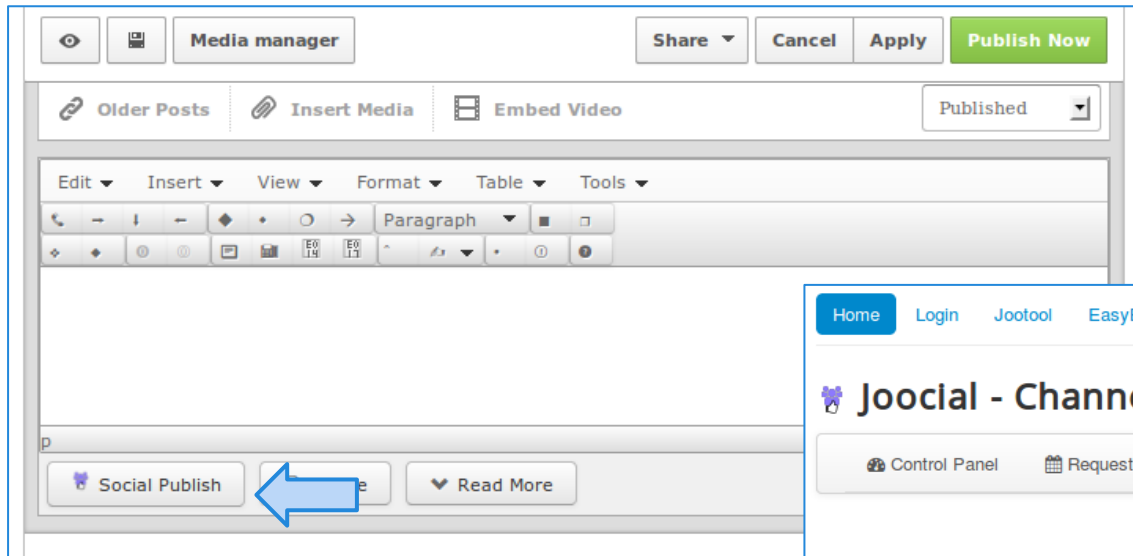 Media manager Share Cancel Apply Publish Now
Older Posts Insert Media Embed Video Published
Edit Insert View Format Table Tools
Paragraph
p
Social Publish Read More
Home Login Jootool
Joocial -
Control Panel Request